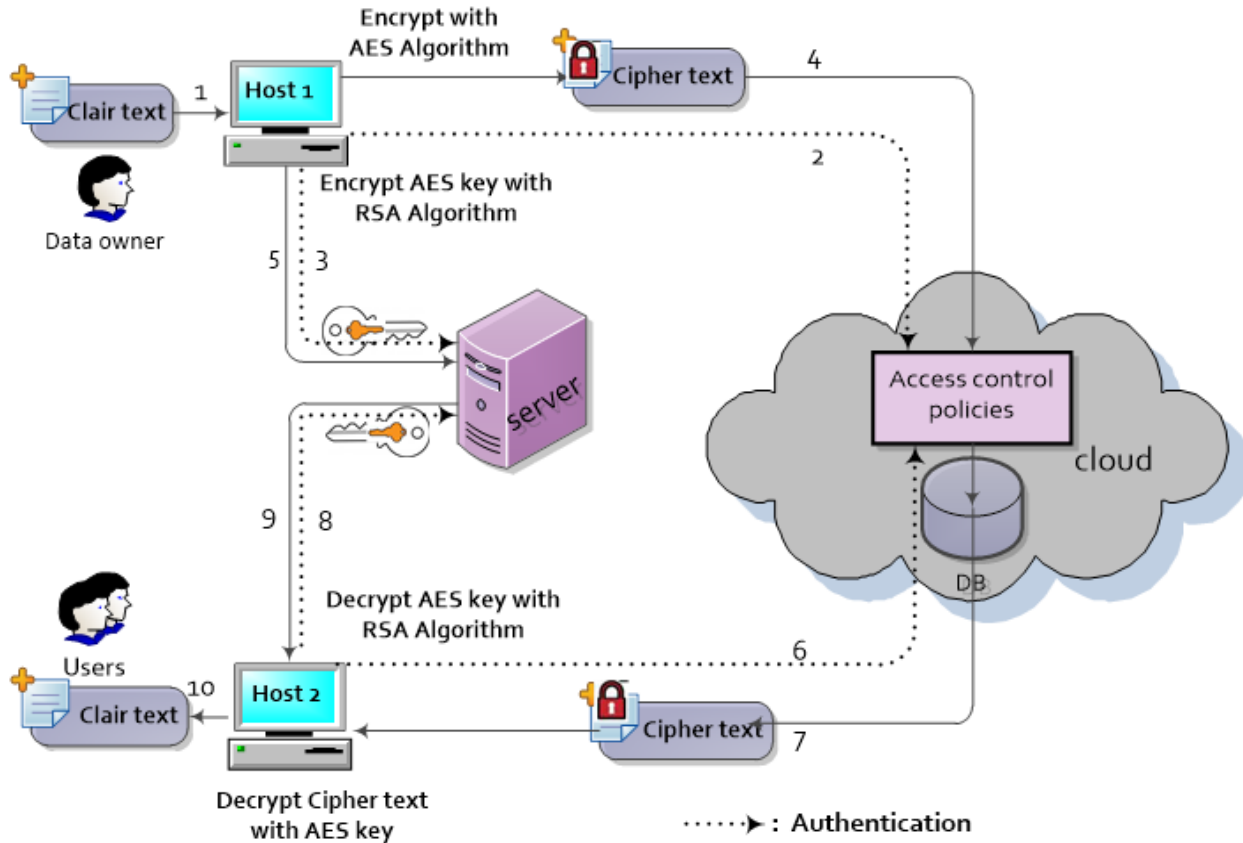 Encrypt with
AES Algorithm
Clair text
1
Host 1
Cipher text
4
2
Data owner
Encrypt AES key with
RSA Algorithm
5
3
server
Access control
policies
cloud
DB
9
8
Users
Decrypt AES key with
RSA Algorithm
6
Clair text
10
Host 2
Cipher text
7
Decrypt Cipher text
with AES key
: Authentication